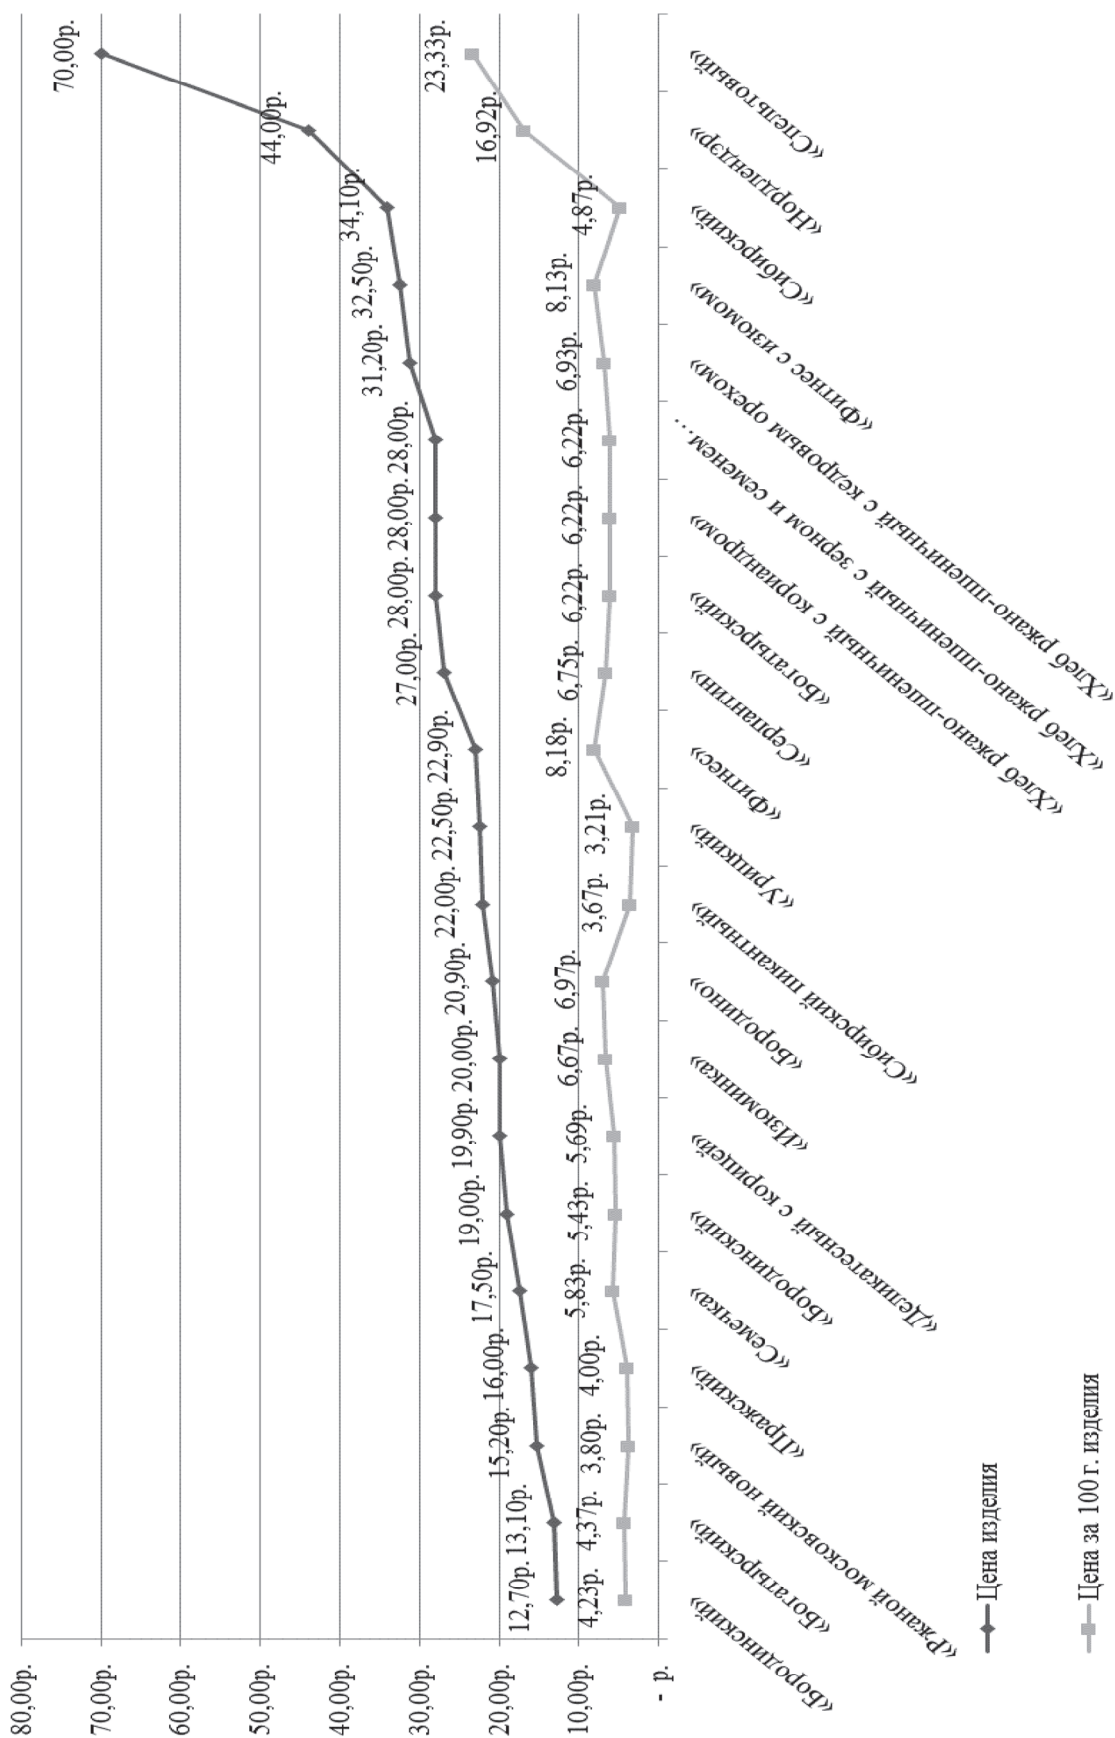 80,00р.
70,00р.
60,00р.
50,00р.
40,00р.
30,00р.
20,00р.
10,00р.
- р.
12,70р.
13,10р.
15,20р.
16,00р.
17,50р.
19,00р.
19,90р.
20,00р.
20,90р.
22,00р.
22,50р.
22,90р.
27,00р.
28,00р.
28,00р.
28,00р.
31,20р.
32,50р.
34,10р.
44,00р.
70,00р.
4,23р.
4,37р.
3,80р.
4,00р.
5,83р.
5,43р.
5,69р.
6,67р.
6,97р.
3,67р.
3,21р.
8,18р.
6,75р.
6,22р.
6,22р.
6,22р.
6,93р.
8,13р.
4,87р.
16,92р.
23,33р.
«Бородинский»
«Богатырский»
«Ржаной московский новый»
«Пражский»
«Семечка»
«Бородинский»
«Деликатесный с корицей»
«Изюминка»
«Бородино»
«Сибирский пикантный»
«Урицкий»
«Фитнес»
«Серпантин»
«Богатырский»
«Хлеб ржано-пшеничный с кориандром»
«Хлеб ржано-пшеничный с зерном и семенем…
«Хлеб ржано-пшеничный с кедровым орехом»
«Фитнес с изюмом»
«Сибирский»
«Нордлендэр»
«Спельтовый»
Цена изделия
Цена за 100 г. изделия